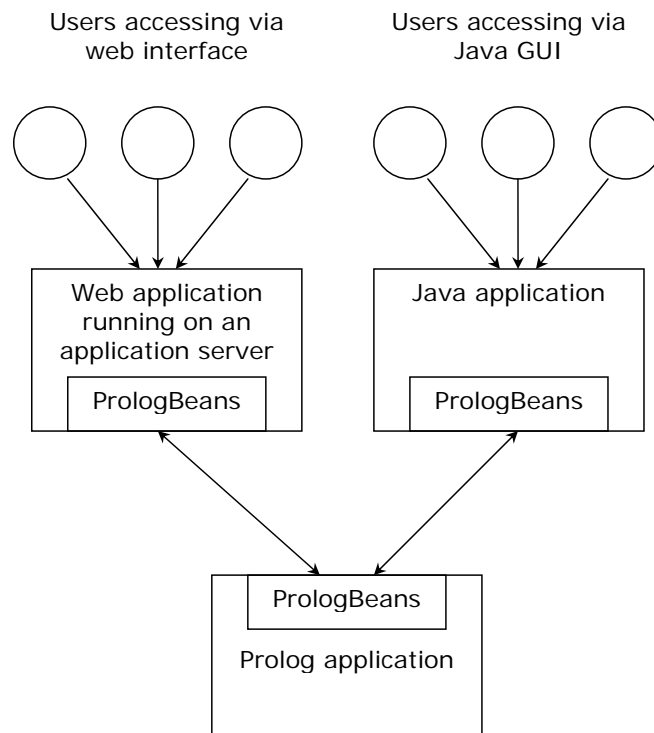 Users accessing via
web interface
Users accessing via
Java GUI
Web application
running on an
application server
PrologBeans
Java application
PrologBeans
PrologBeans
Prolog application